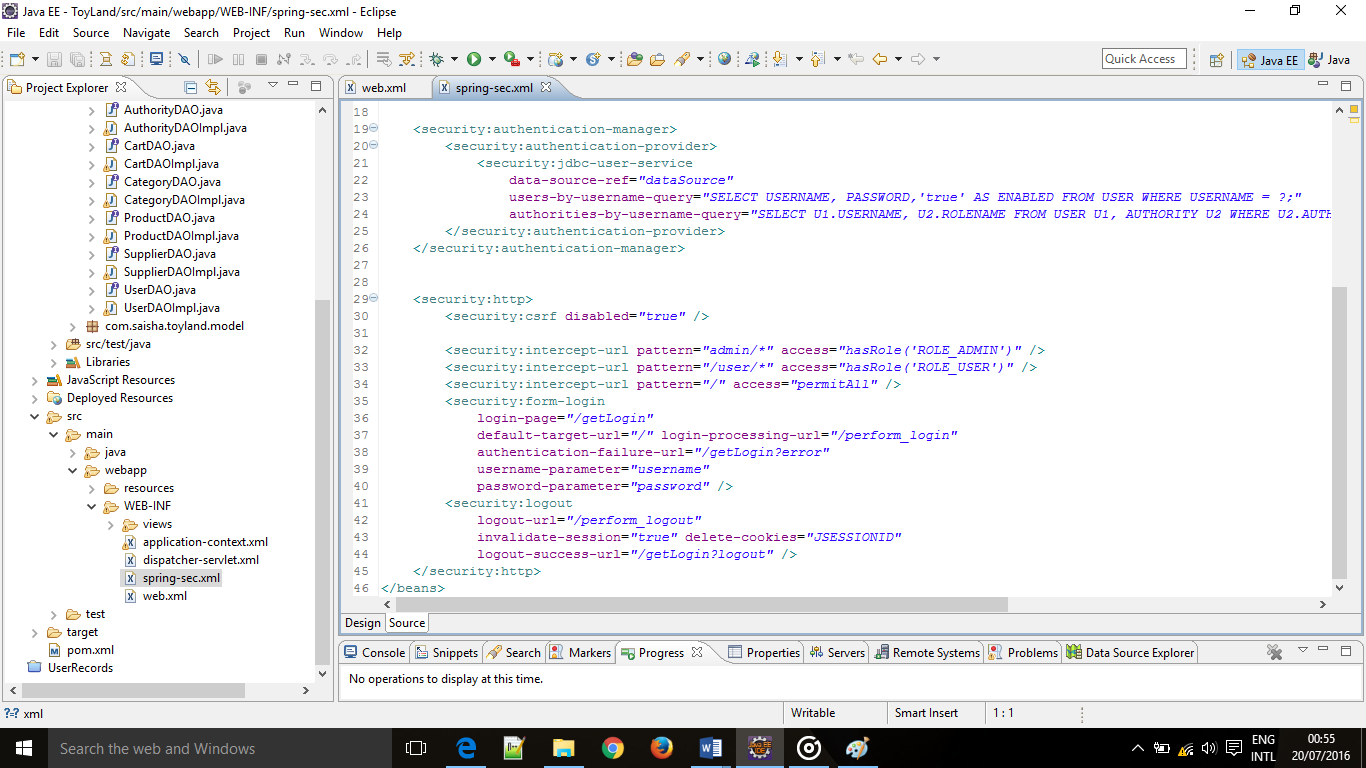 Java EE - ToyLand/src/main/webapp/WEB-INF/spring-sec.xml - Eclipse
File Edit Source Navigate Search Project Run Window Help
Quick Access Java EE Java
Project Explorer
AuthorityDAO.java
AuthorityDAOImpl.java
CartDAO.java
CartDAOImpl.java
CategoryDAO.java
CategoryDAOImpl.java
ProductDAO.java
ProductDAOImpl.java
SupplierDAO.java
SupplierDAOImpl.java
UserDAO.java
UserDAOImpl.java
com.saisha.toyland.model
src/test/java
Libraries
JavaScript Resources
Deployed Resources
src
main
java
webapp
resources
WEB-INF
views
application-context.xml
dispatcher-servlet.xml
spring-sec.xml
web.xml
test
target
pom.xml
UserRecords
web.xml spring-sec.xml
18
19 <security:authentication-manager>
20 <security:authentication-provider>
21 <security:jdbc-user-service
22 data-source-ref="dataSource"
23 users-by-username-query="SELECT USERNAME, PASSWORD,'true' AS ENABLED FROM USER WHERE USERNAME = ?;"
24 authorities-by-username-query="SELECT U1.USERNAME, U2.ROLENAME FROM USER U1, AUTHORITY U2 WHERE U2.AUTH
25 </security:authentication-provider>
26 </security:authentication-manager>
27
28
29 <security:http>
30 <security:csrf disabled="true" />
31
32 <security:intercept-url pattern="admin/*" access="hasRole('ROLE_ADMIN')" />
33 <security:intercept-url pattern="/user/*" access="hasRole('ROLE_USER')" />
34 <security:intercept-url pattern="/" access="permitAll" />
35 <security:form-login
36 login-page="/getLogin"
37 default-target-url="/" login-processing-url="/perform_login"
38 authentication-failure-url="/getLogin?error"
39 username-parameter="username"
40 password-parameter="password" />
41 <security:logout
42 logout-url="/perform_logout"
43 invalidate-session="true" delete-cookies="JSESSIONID"
44 logout-success-url="/getLogin?logout" />
45 </security:http>
46 </beans>
Design Source
Console Snippets Search Markers Progress Properties Servers Remote Systems Problems Data Source Explorer
No operations to display at this time.
xml Writable Smart Insert 1 : 1
Search the web and Windows
ENG
INTL
00:55
20/07/2016